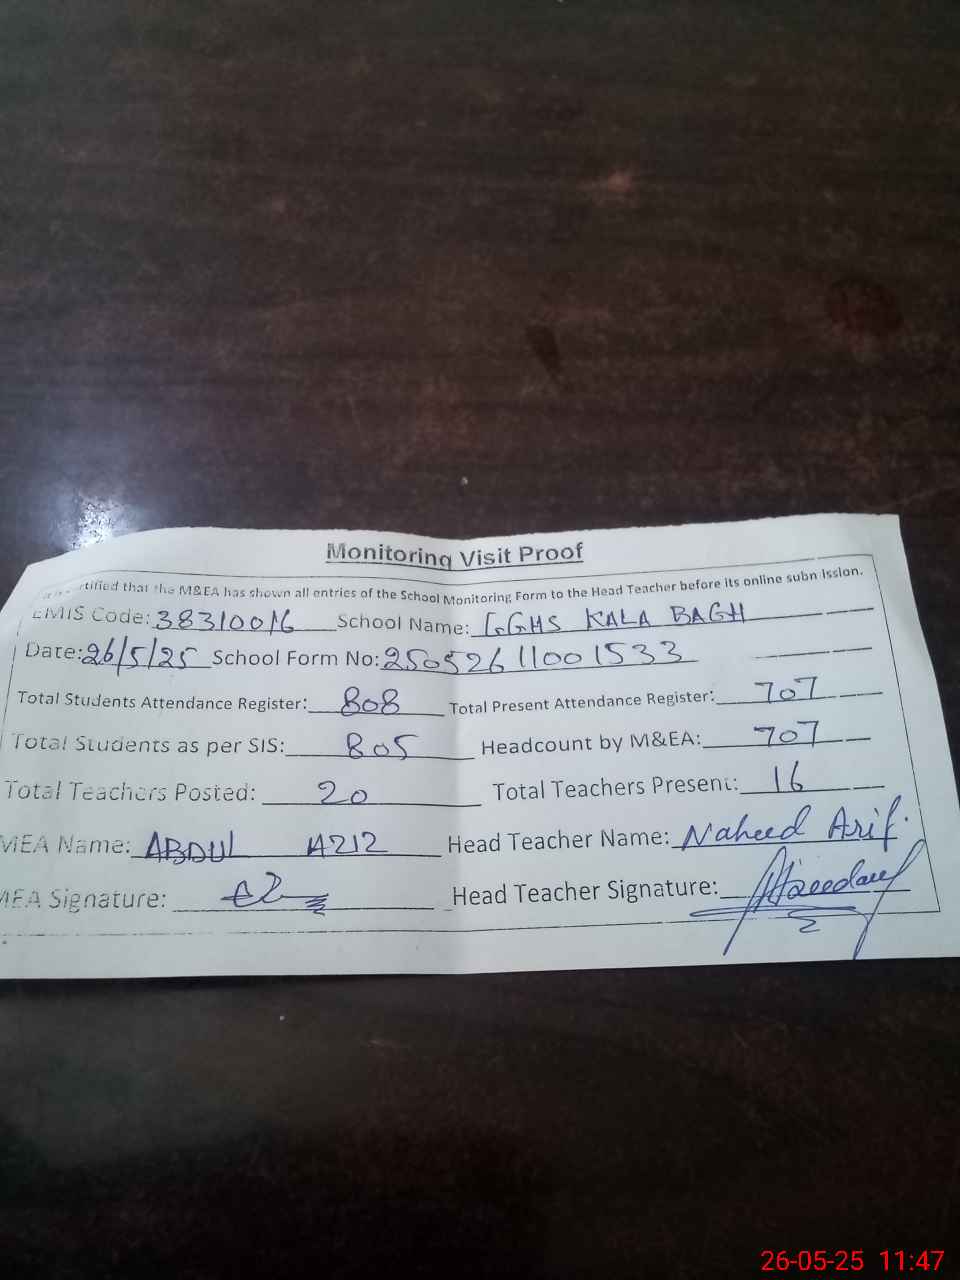 Monitoring Visit Proof
rtified that the M&EA has shown all entries of the School Monitoring Form to the Head Teacher before its online subn ission.
EMIS Code: 38310016 School Name: GGHS KALA BAGH
Date: 26/5/25 School Form No: 25052611001533
Total Students Attendance Register: 808 Total Present Attendance Register: 707
Total Students as per SIS: 805 Headcount by M&EA: 707
Total Teachers Posted: 20 Total Teachers Present: 16
MEA Name: ABDUL AZIZ Head Teacher Name: Naheed Arif.
MEA Signature: Head Teacher Signature:
26-05-25 11:47